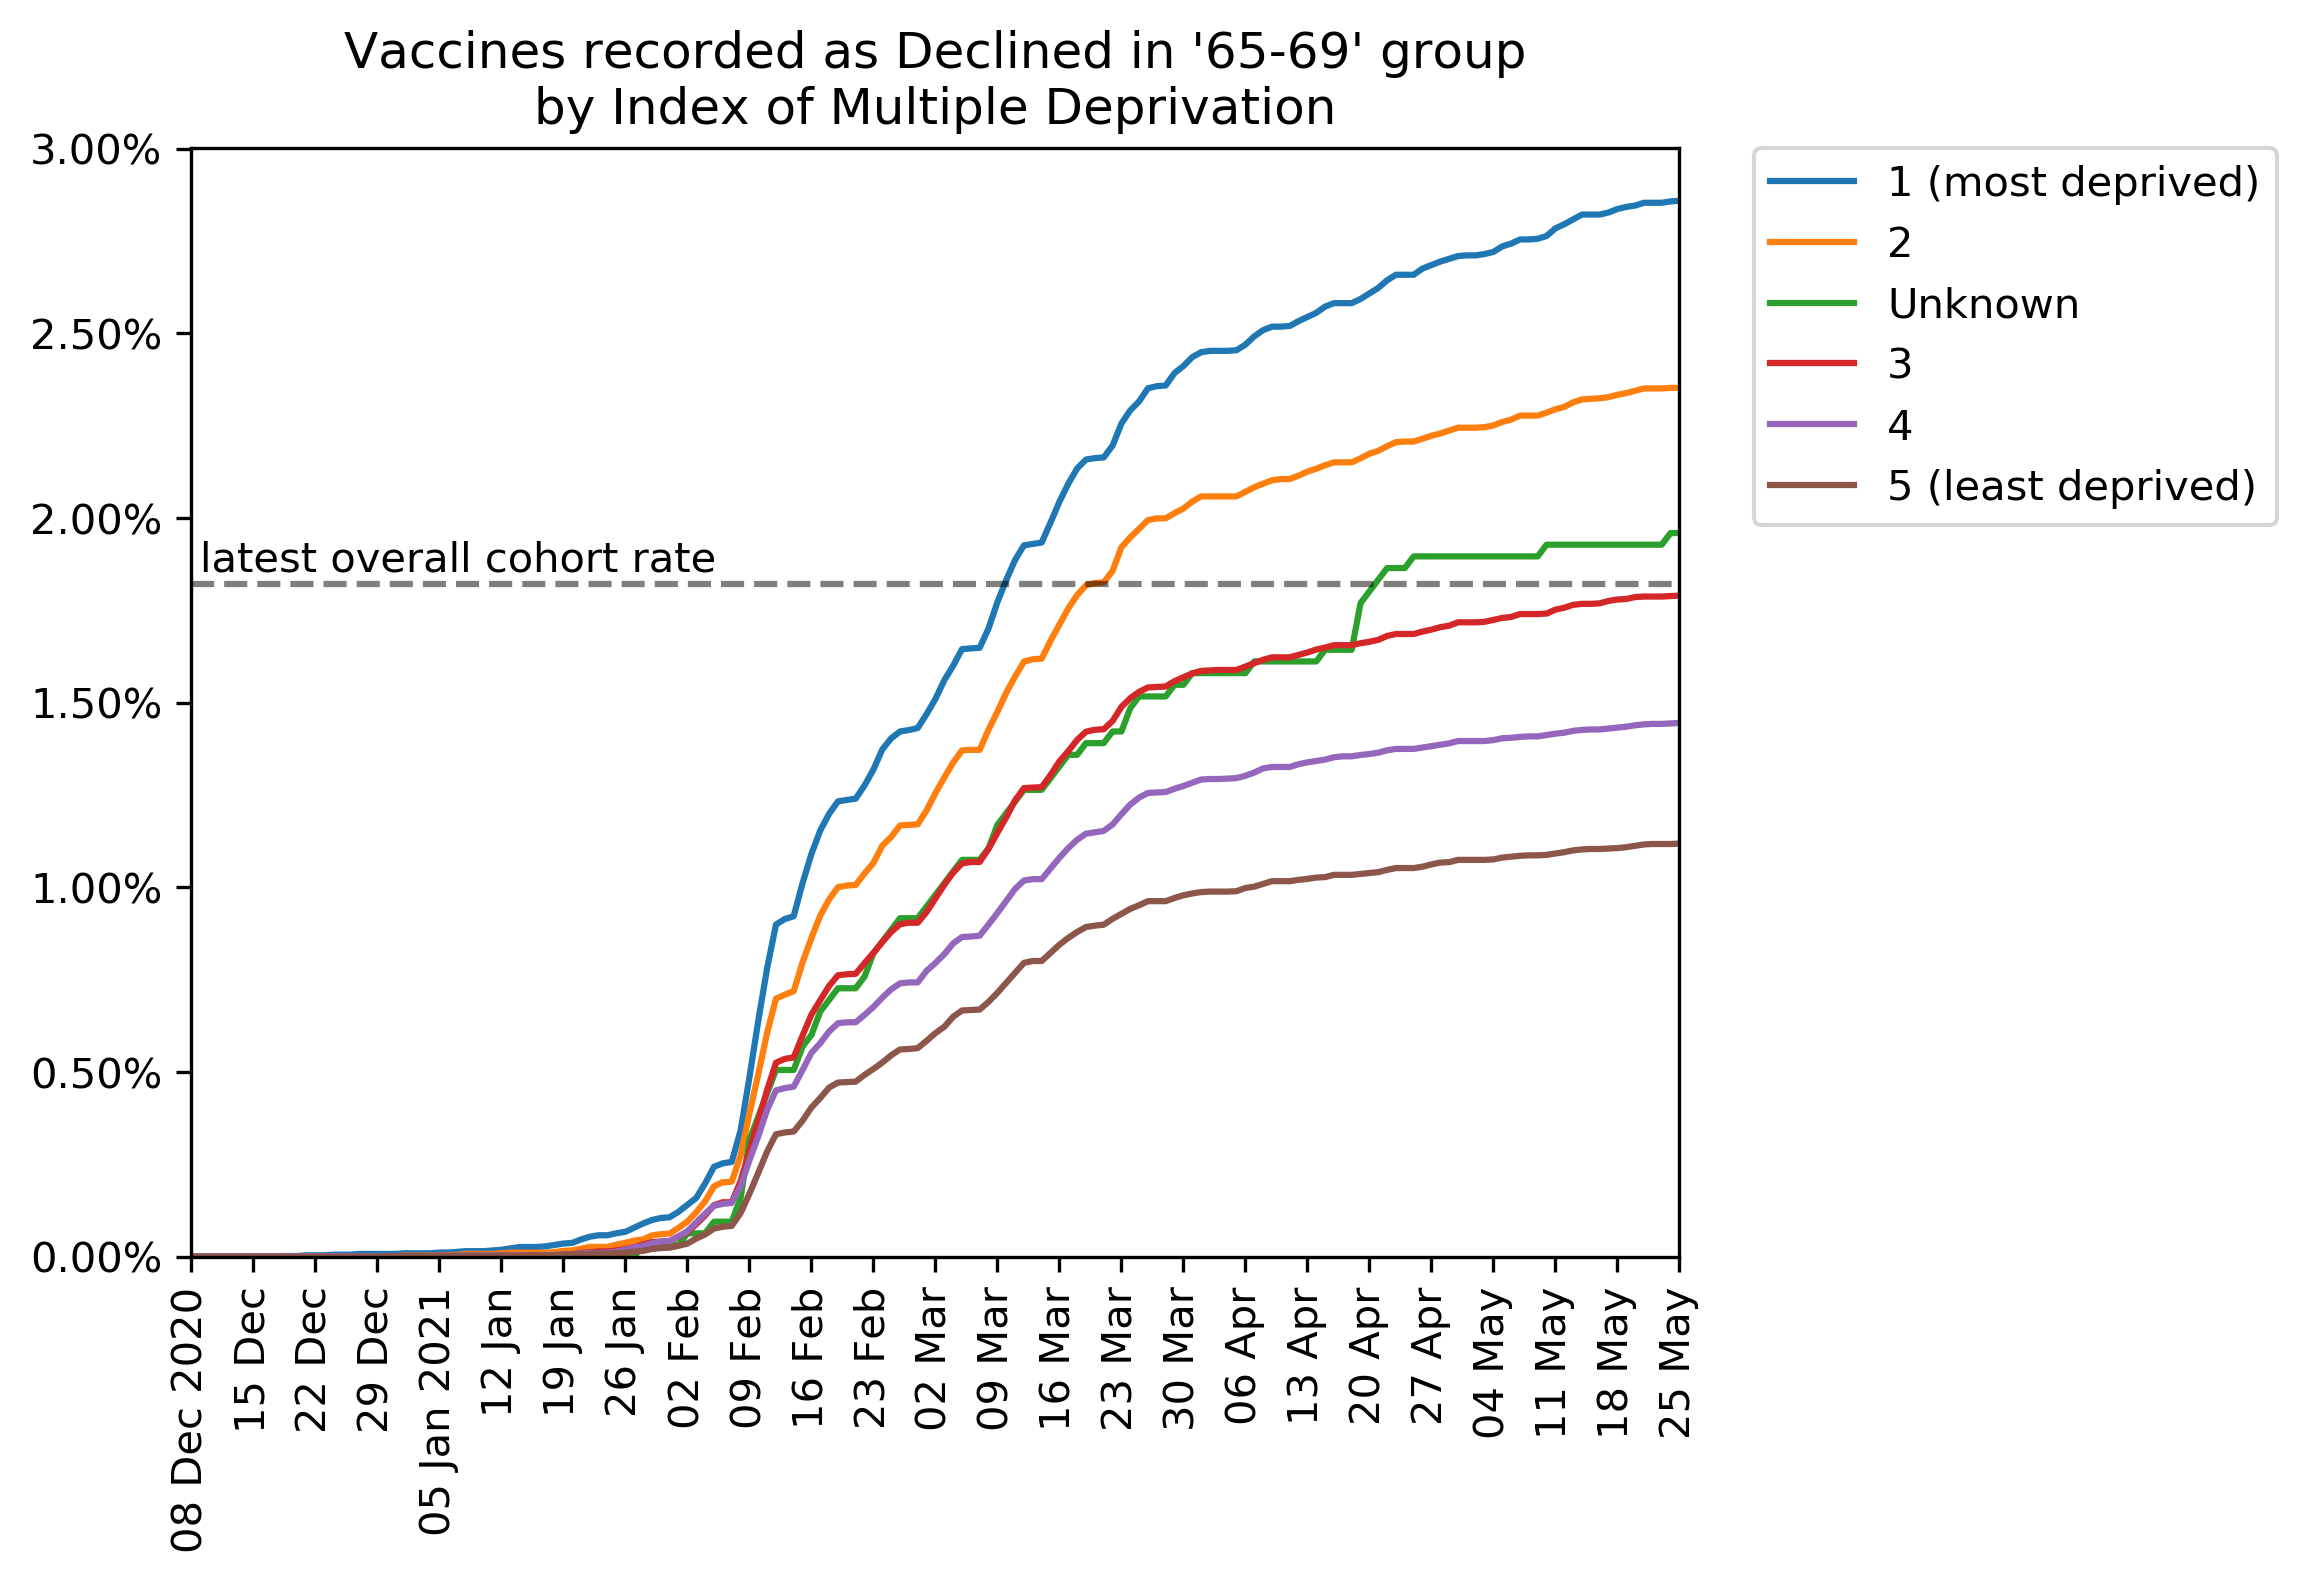 Vaccines recorded as Declined in '65-69' group
by Index of Multiple Deprivation
3.00%
2.50%
2.00%
1.50%
1.00%
0.50%
0.00%
latest overall cohort rate
1 (most deprived)
2
Unknown
3
4
5 (least deprived)
08 Dec 2020
15 Dec
22 Dec
29 Dec
05 Jan 2021
12 Jan
19 Jan
26 Jan
02 Feb
09 Feb
16 Feb
23 Feb
02 Mar
09 Mar
16 Mar
23 Mar
30 Mar
06 Apr
13 Apr
20 Apr
27 Apr
04 May
11 May
18 May
25 May